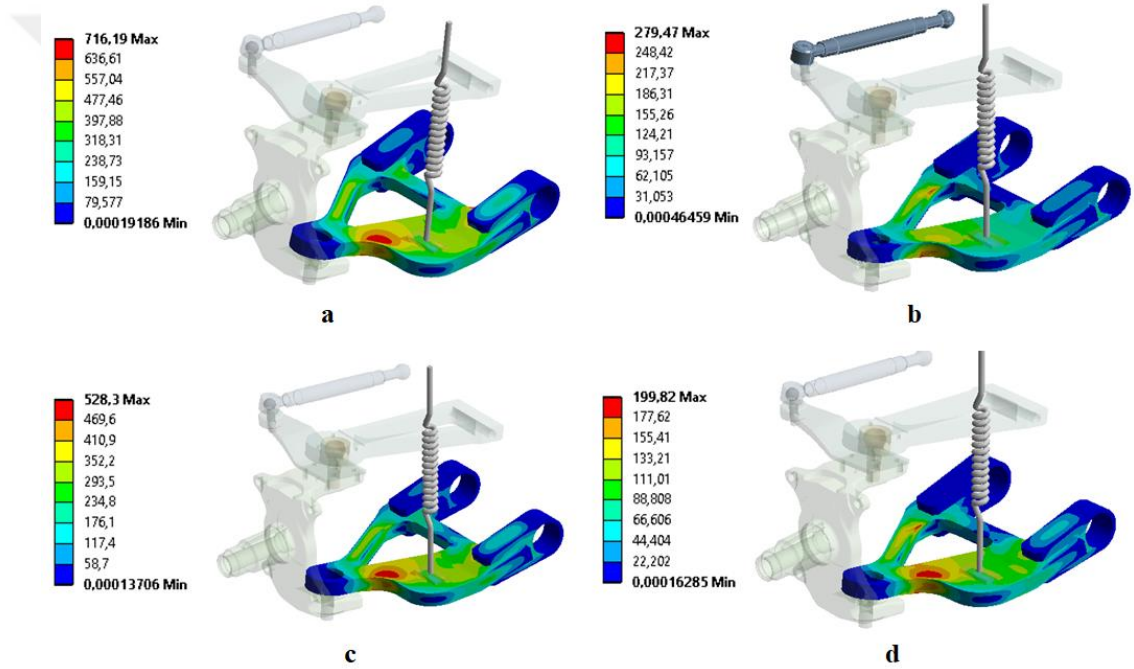 716,19 Max
636,61
557,04
477,46
397,88
318,31
238,73
159,15
79,577
0,00019186 Min
a
279,47 Max
248,42
217,37
186,31
155,26
124,21
93,157
62,105
31,053
0,00046459 Min
b
528,3 Max
469,6
410,9
352,2
293,5
234,8
176,1
117,4
58,7
0,00013706 Min
c
199,82 Max
177,62
155,41
133,21
111,01
88,808
66,606
44,404
22,202
0,00016285 Min
d